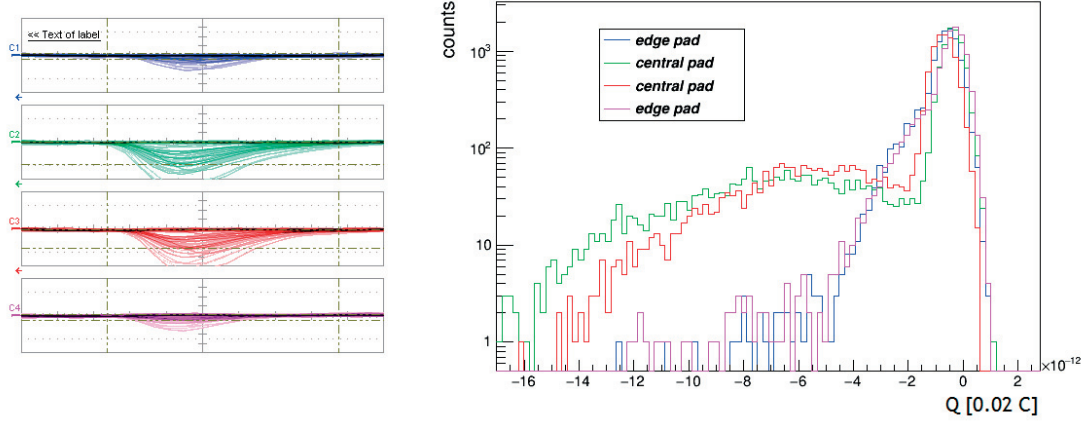 C1
<< Text of label
C2
C3
C4
counts
10³
10²
10
1
edge pad
central pad
central pad
edge pad
−16 −14 −12 −10 −8 −6 −4 −2 0 2
×10⁻¹²
Q [0.02 C]